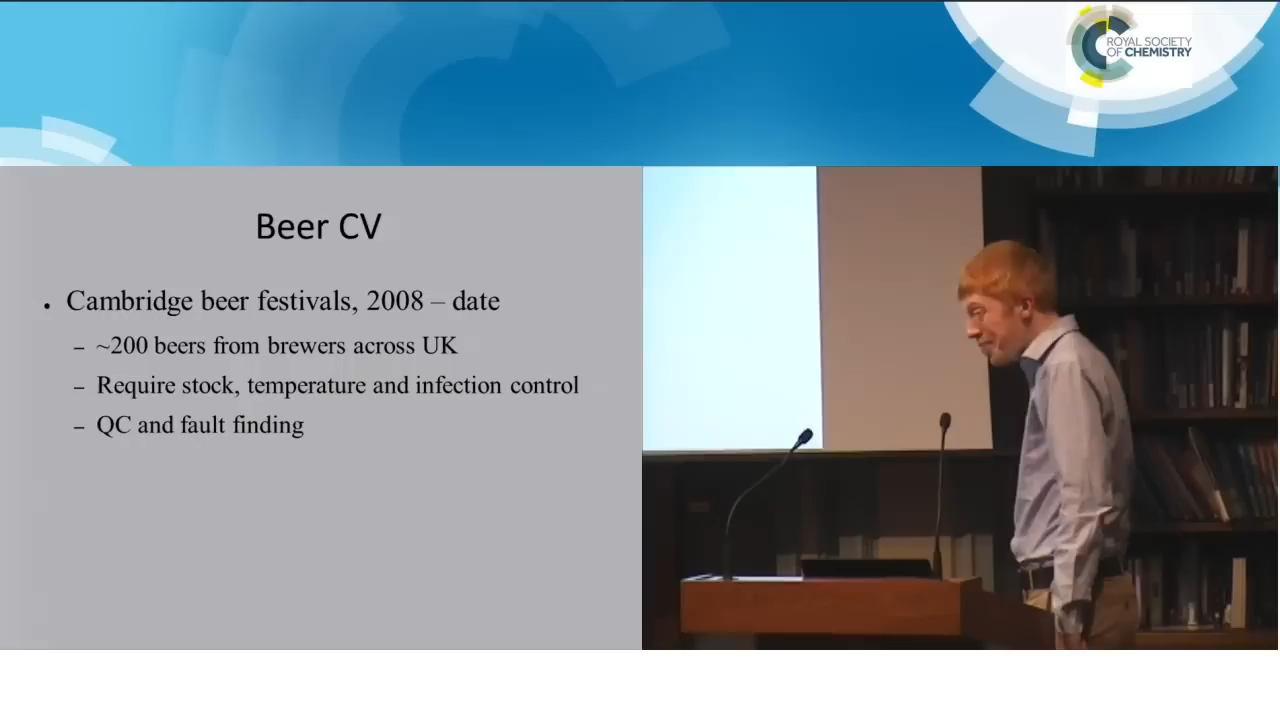 ROYAL SOCIETY
OF CHEMISTRY
Beer CV
• Cambridge beer festivals, 2008 – date
– ~200 beers from brewers across UK
– Require stock, temperature and infection control
– QC and fault finding